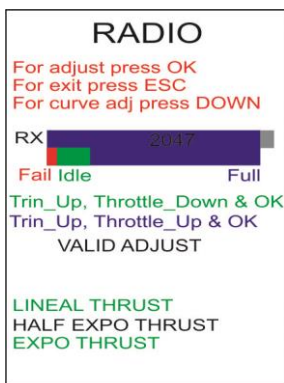 RADIO
For adjust press OK
For exit press ESC
For curve adj press DOWN
RX 2047
Fail Idle Full
Trin_Up, Throttle_Down & OK
Trin_Up, Throttle_Up & OK
VALID ADJUST
LINEAL THRUST
HALF EXPO THRUST
EXPO THRUST